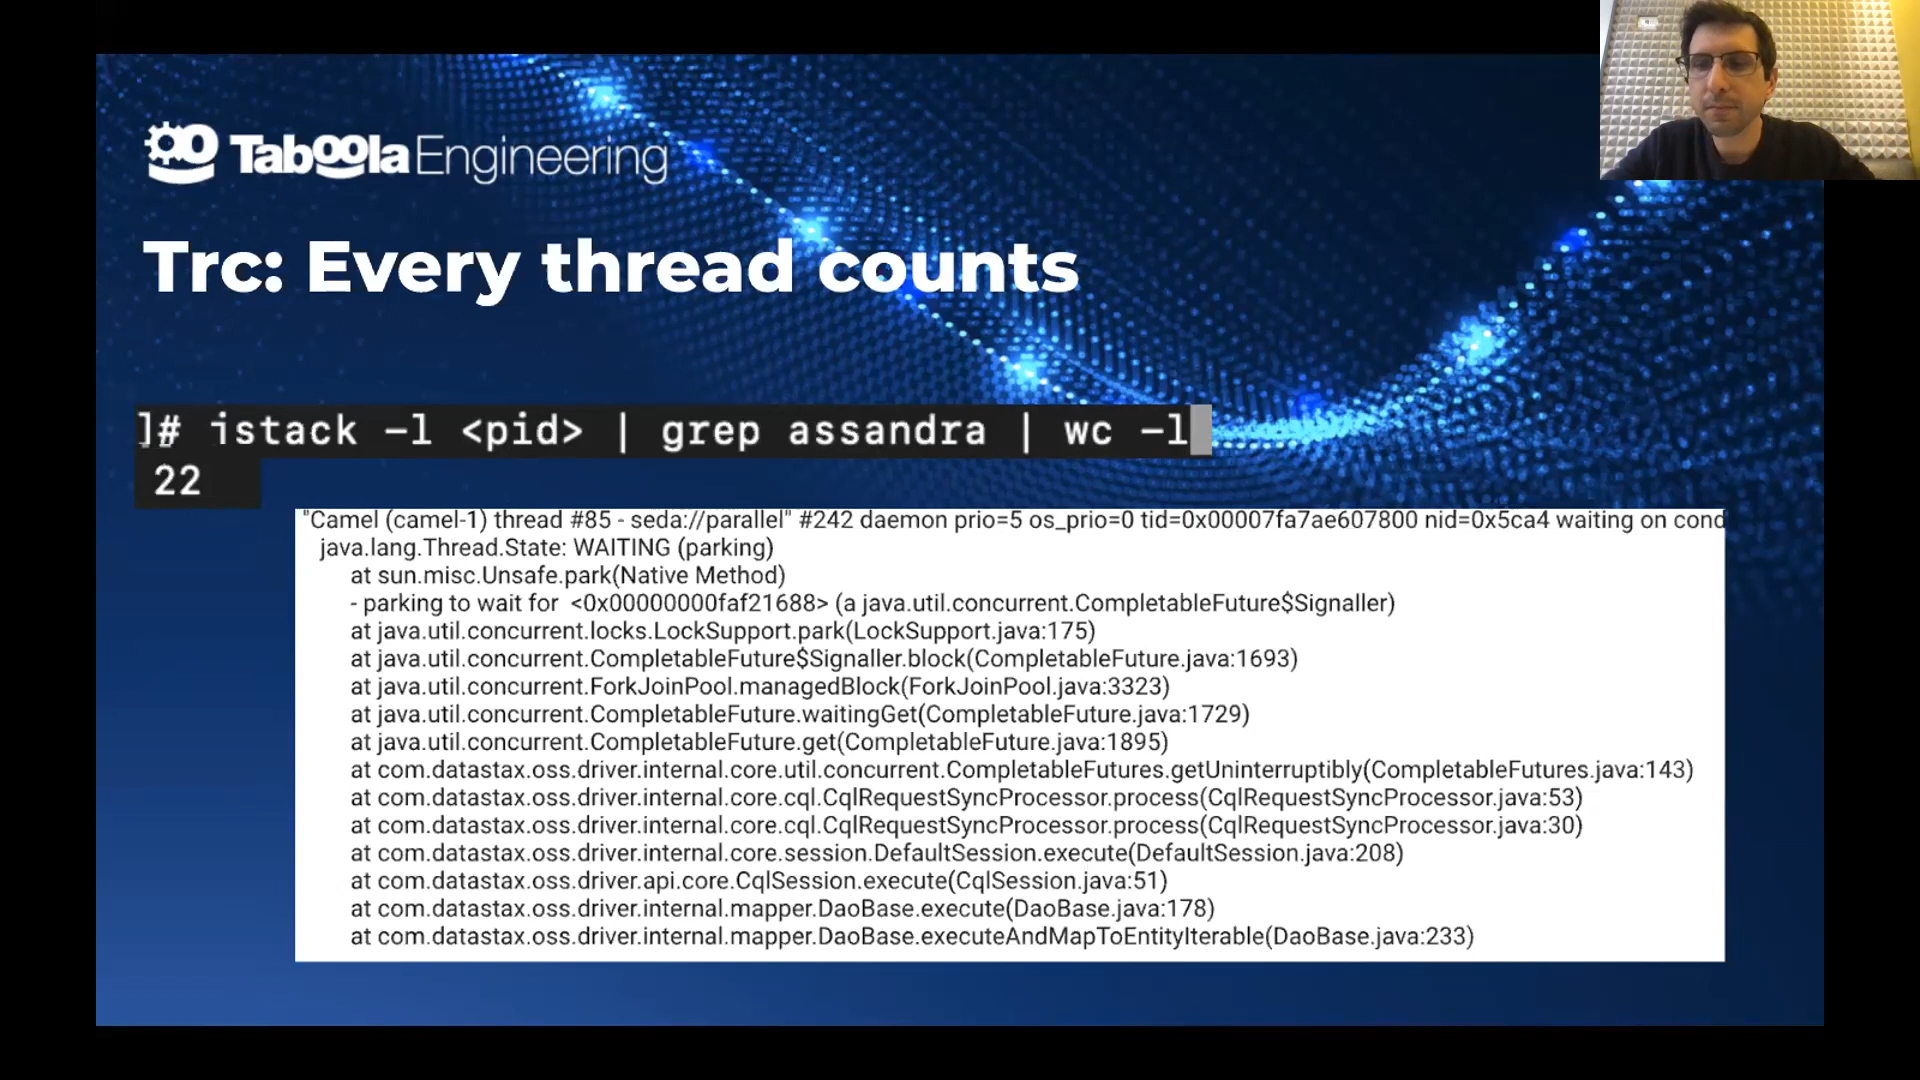 Taboola Engineering
Trc: Every thread counts
]# istack -l <pid> | grep assandra | wc -l
22
"Camel (camel-1) thread #85 - seda://parallel" #242 daemon prio=5 os_prio=0 tid=0x00007fa7ae607800 nid=0x5ca4 waiting on cond
java.lang.Thread.State: WAITING (parking)
at sun.misc.Unsafe.park(Native Method)
- parking to wait for <0x00000000faf21688> (a java.util.concurrent.CompletableFuture$Signaller)
at java.util.concurrent.locks.LockSupport.park(LockSupport.java:175)
at java.util.concurrent.CompletableFuture$Signaller.block(CompletableFuture.java:1693)
at java.util.concurrent.ForkJoinPool.managedBlock(ForkJoinPool.java:3323)
at java.util.concurrent.CompletableFuture.waitingGet(CompletableFuture.java:1729)
at java.util.concurrent.CompletableFuture.get(CompletableFuture.java:1895)
at com.datastax.oss.driver.internal.core.util.concurrent.CompletableFutures.getUninterruptibly(CompletableFutures.java:143)
at com.datastax.oss.driver.internal.core.cql.CqlRequestSyncProcessor.process(CqlRequestSyncProcessor.java:53)
at com.datastax.oss.driver.internal.core.cql.CqlRequestSyncProcessor.process(CqlRequestSyncProcessor.java:30)
at com.datastax.oss.driver.internal.core.session.DefaultSession.execute(DefaultSession.java:208)
at com.datastax.oss.driver.api.core.CqlSession.execute(CqlSession.java:51)
at com.datastax.oss.driver.internal.mapper.DaoBase.execute(DaoBase.java:178)
at com.datastax.oss.driver.internal.mapper.DaoBase.executeAndMapToEntityIterable(DaoBase.java:233)